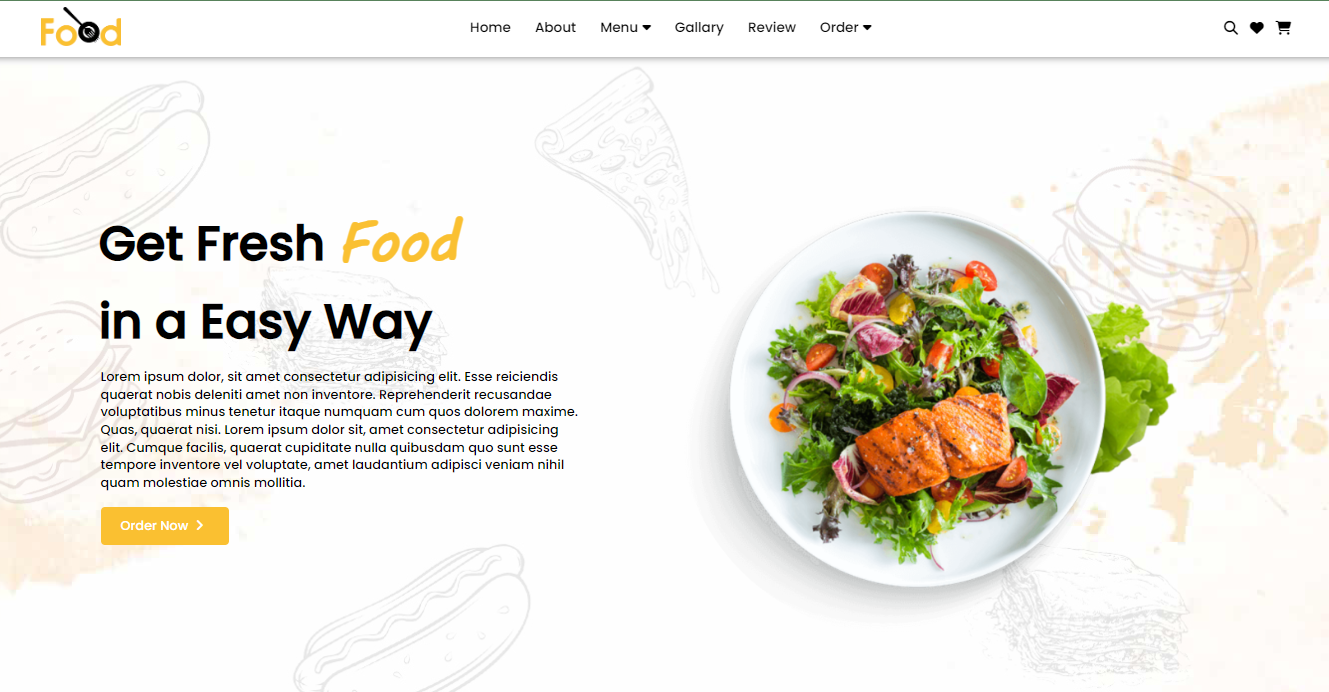 Food
Home About Menu Gallary Review Order
Get Fresh Food
in a Easy Way
Lorem ipsum dolor, sit amet consectetur adipisicing elit. Esse reiciendis
quaerat nobis deleniti amet non inventore. Reprehenderit recusandae
voluptatibus minus tenetur itaque numquam cum quos dolorem maxime.
Quas, quaerat nisi. Lorem ipsum dolor sit, amet consectetur adipisicing
elit. Cumque facilis, quaerat cupiditate nulla quibusdam quo sunt esse
tempore inventore vel voluptate, amet laudantium adipisci veniam nihil
quam molestiae omnis mollitia.
Order Now